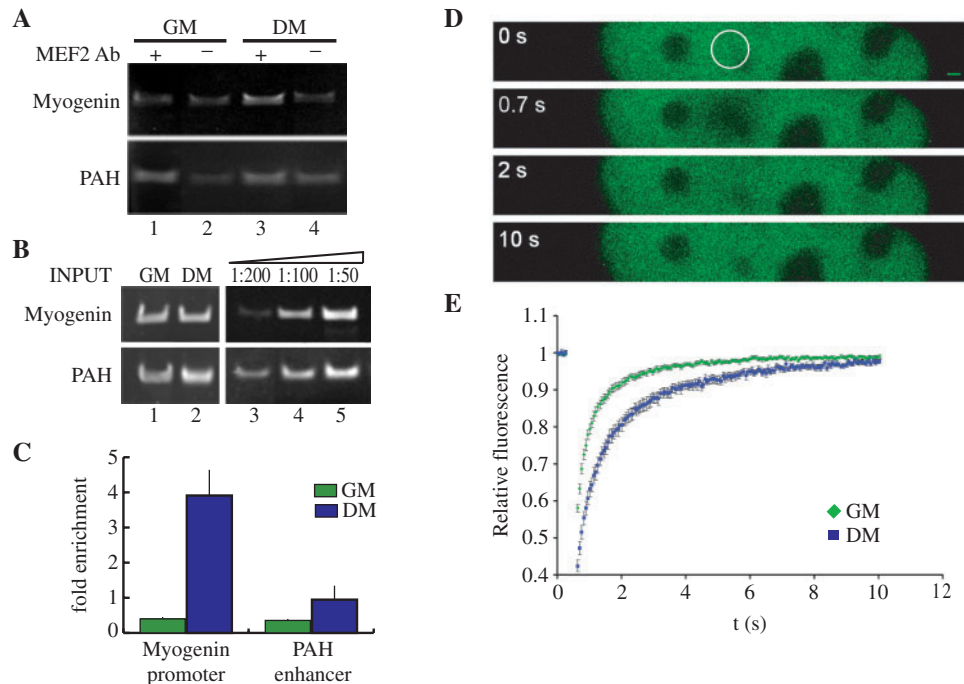 A
GM DM
MEF2 Ab + − + −
Myogenin
PAH
1 2 3 4
B
INPUT 1:200 1:100 1:50
GM DM
Myogenin
PAH
1 2 3 4 5
C
fold enrichment
5
4
3
2
1
0
GM
DM
Myogenin promoter
PAH enhancer
D
0 s
0.7 s
2 s
10 s
E
Relative fluorescence
1.1
1
0.9
0.8
0.7
0.6
0.5
0.4
GM
DM
0 2 4 6 8 10 12
t (s)